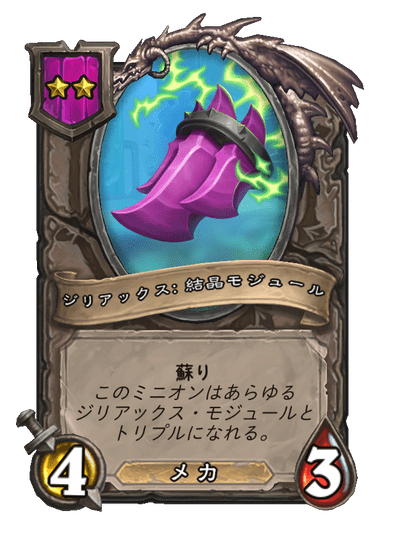 ジリアックス: 結晶モジュール
蘇り
このミニオンはあらゆる
ジリアックス・モジュールと
トリプルになれる。
4
メカ
3